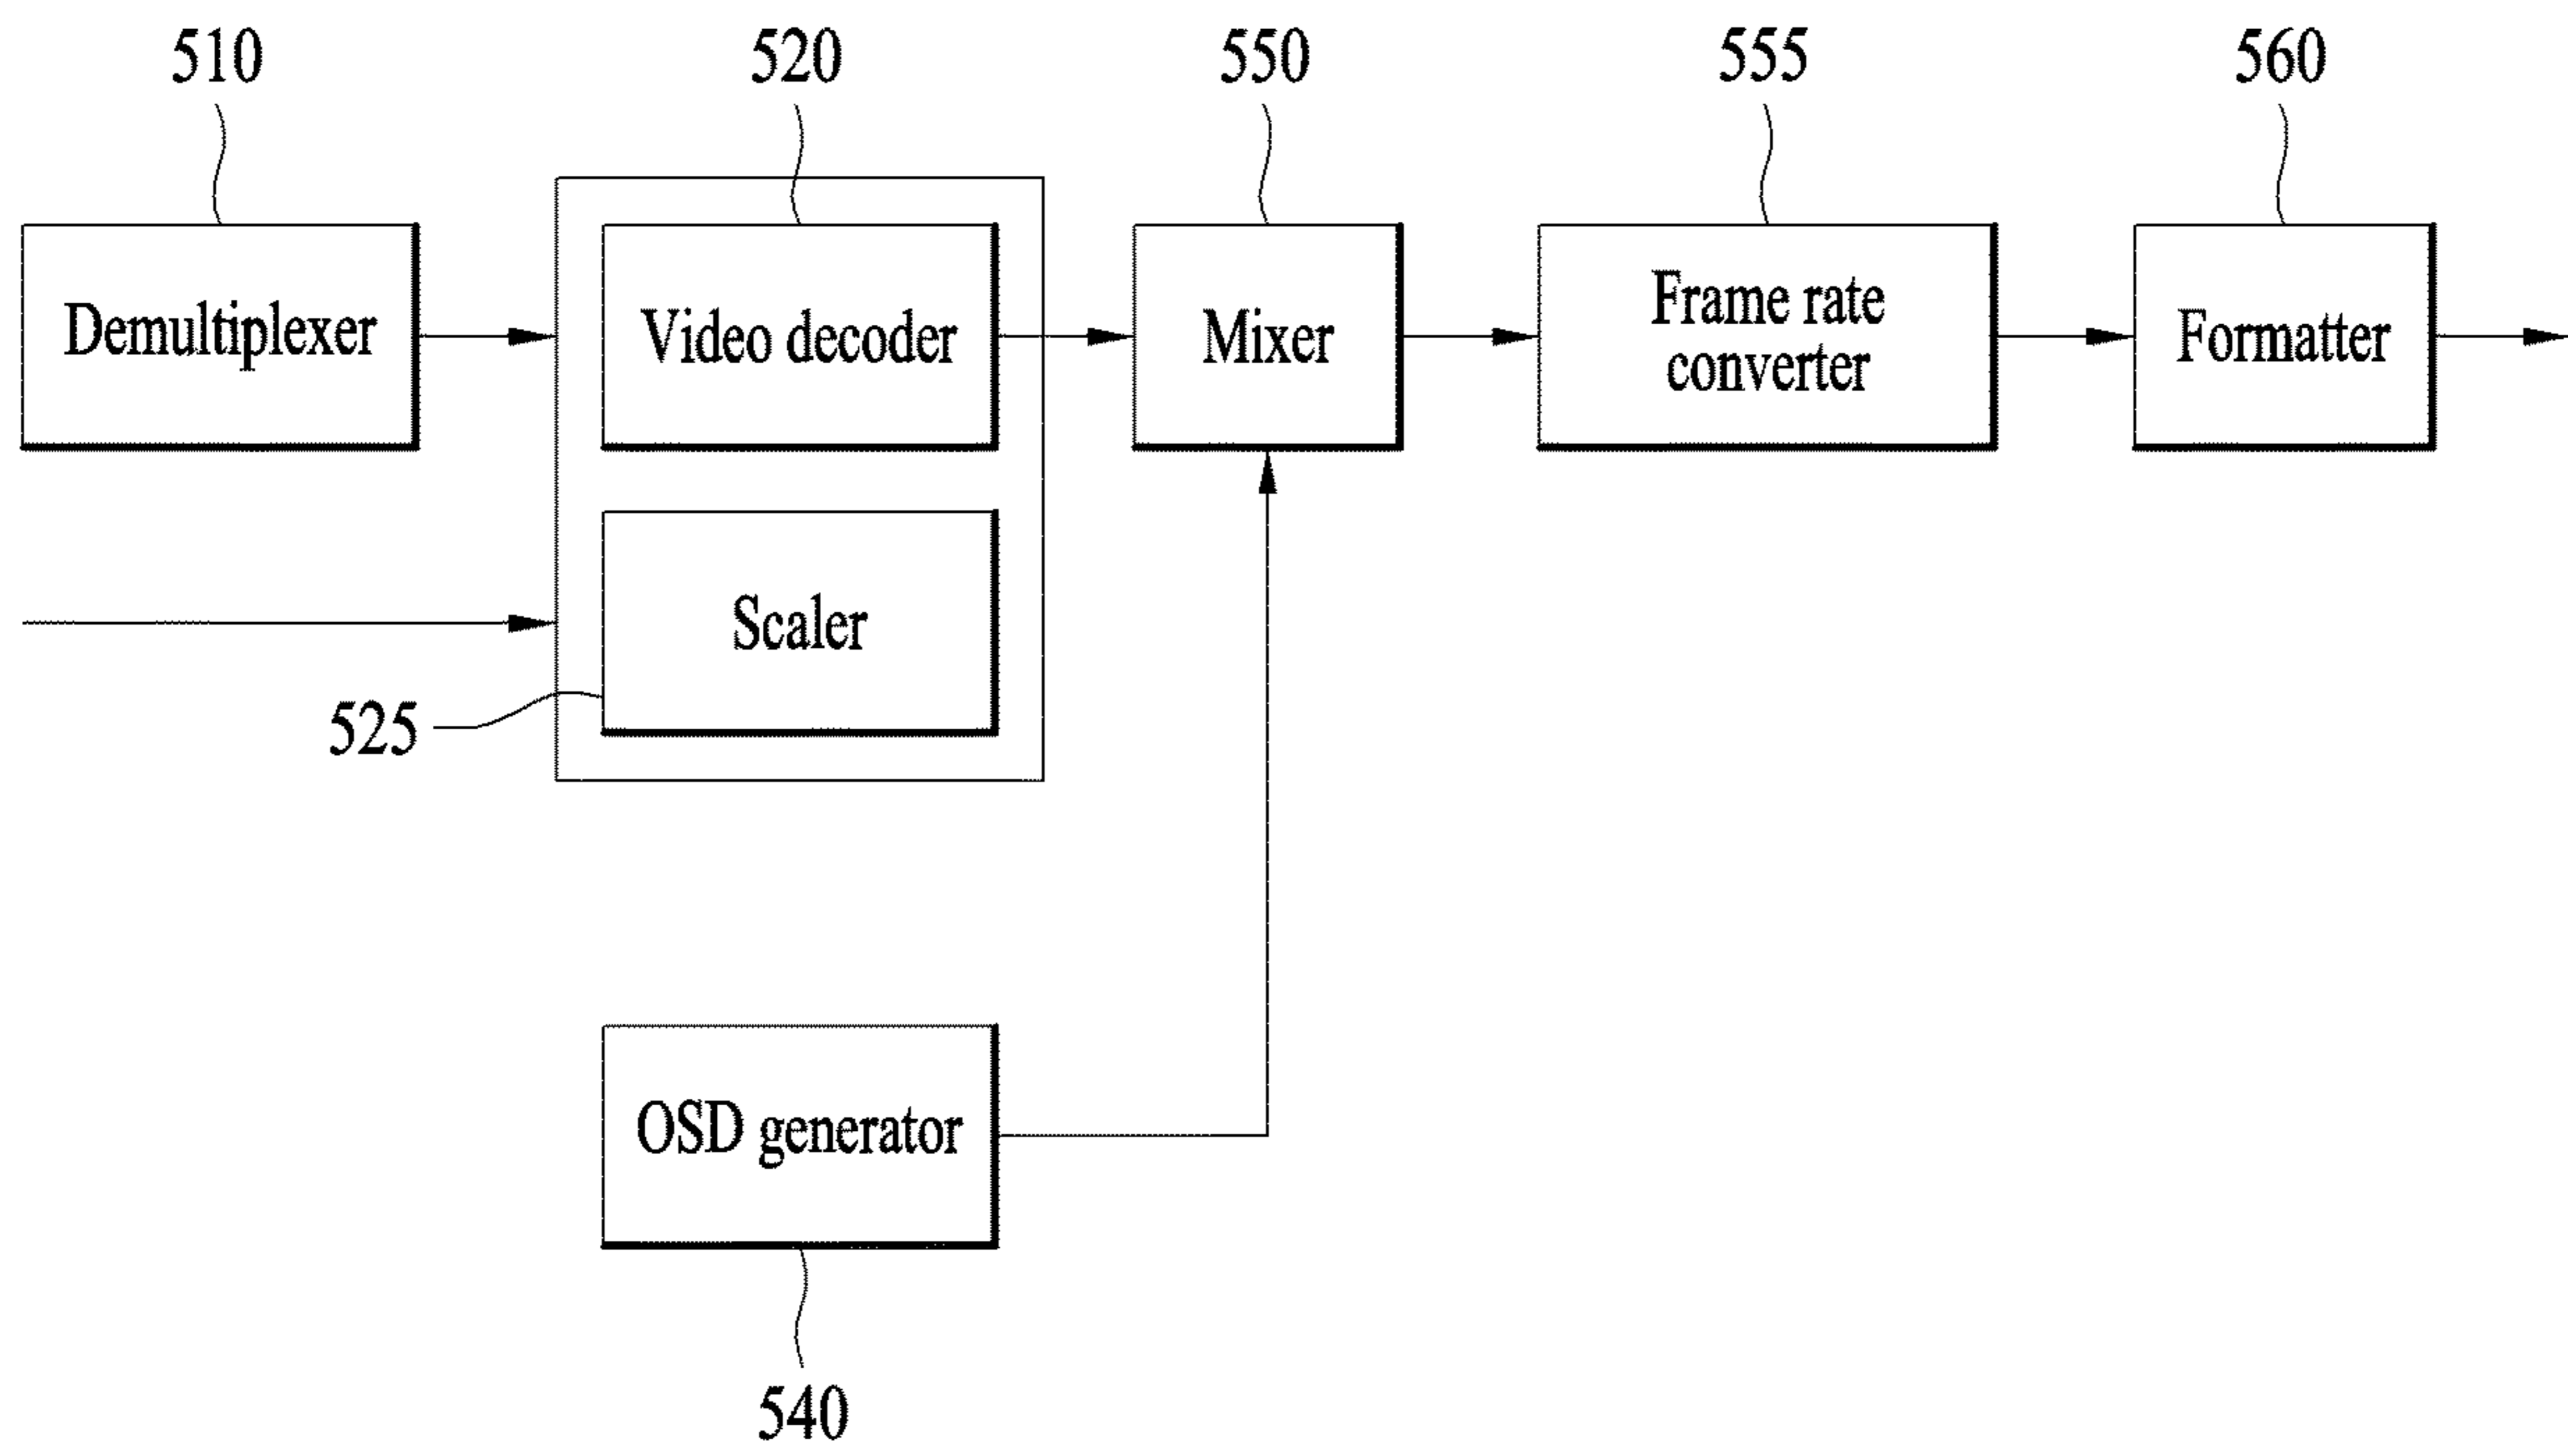 510
520
550
555
560
Demultiplexer
Video decoder
Mixer
Frame rate
converter
Formatter
Scaler
525
OSD generator
540